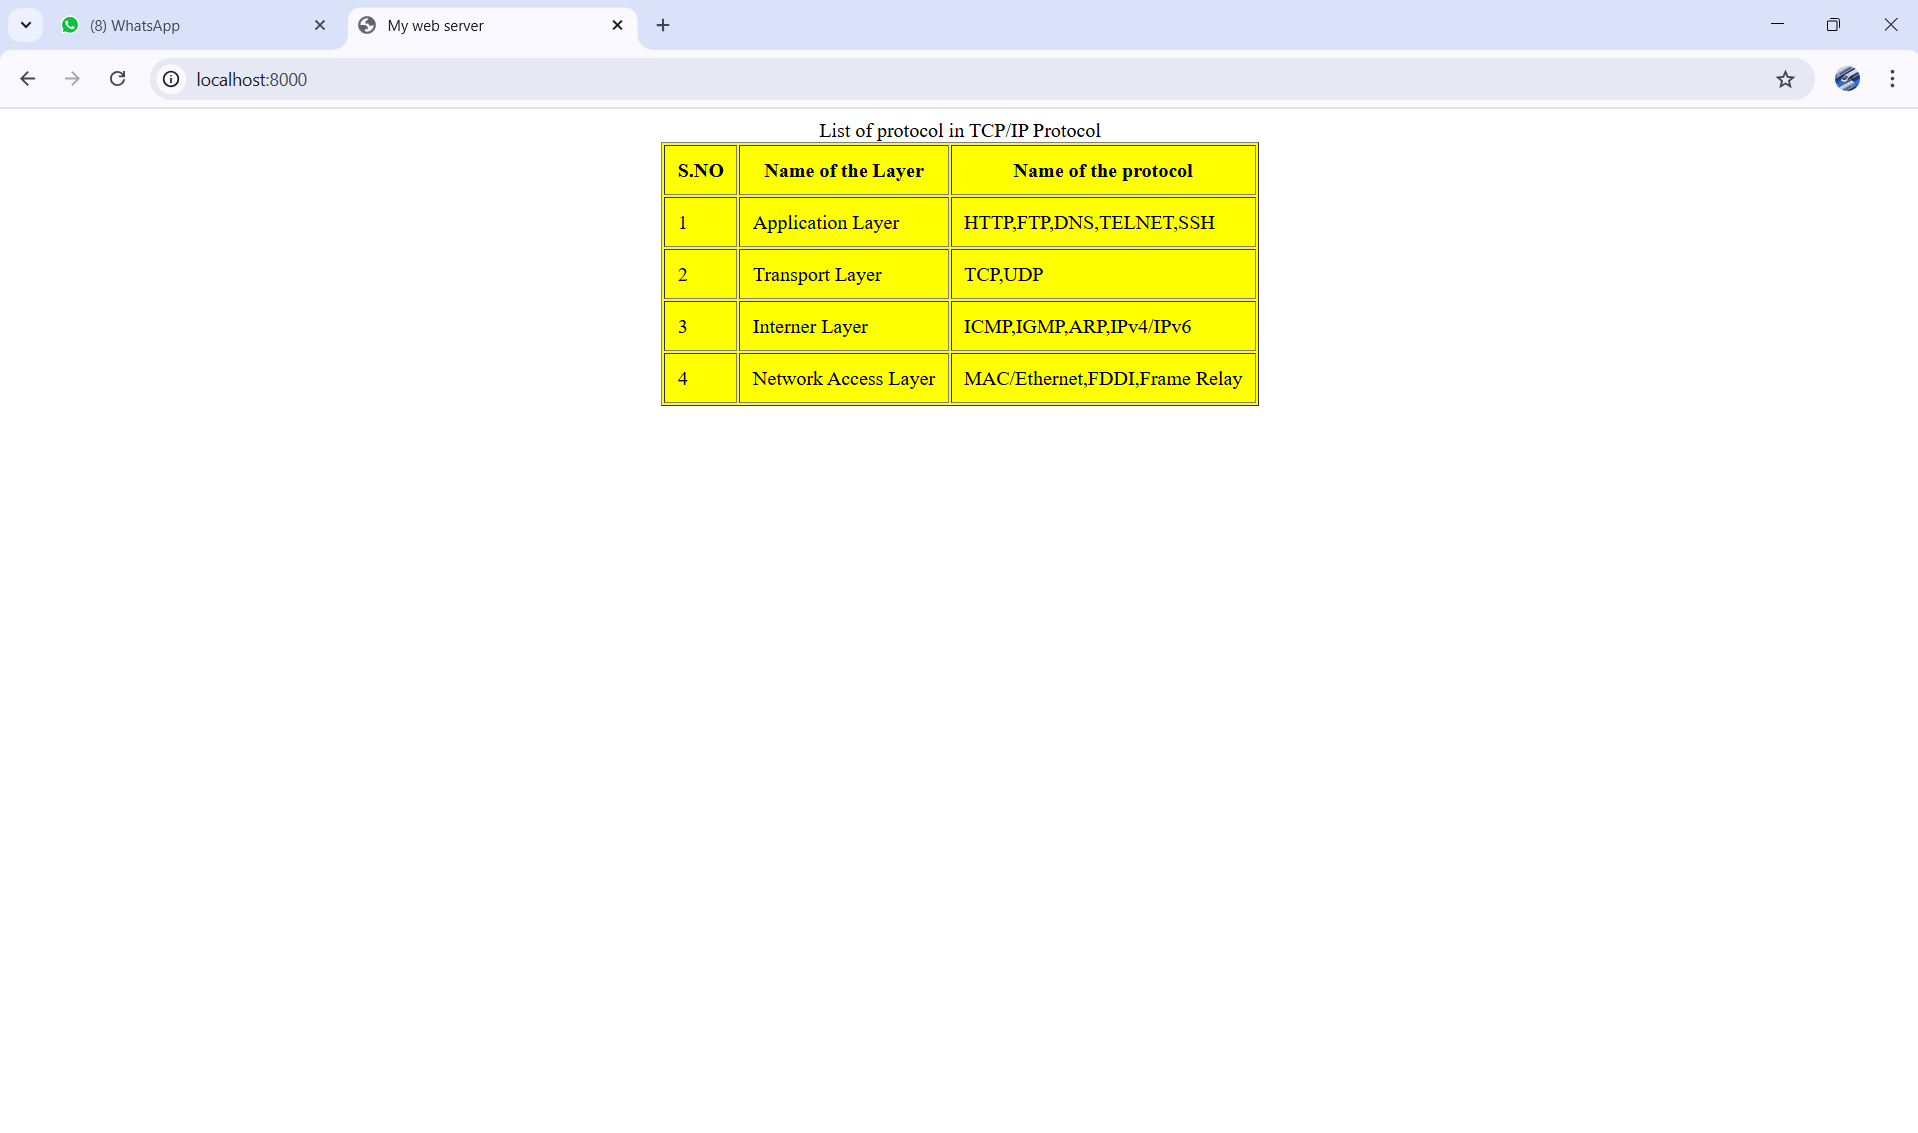 (8) WhatsApp
My web server
localhost:8000
List of protocol in TCP/IP Protocol
S.NO Name of the Layer Name of the protocol
1 Application Layer HTTP,FTP,DNS,TELNET,SSH
2 Transport Layer TCP,UDP
3 Interner Layer ICMP,IGMP,ARP,IPv4/IPv6
4 Network Access Layer MAC/Ethernet,FDDI,Frame Relay